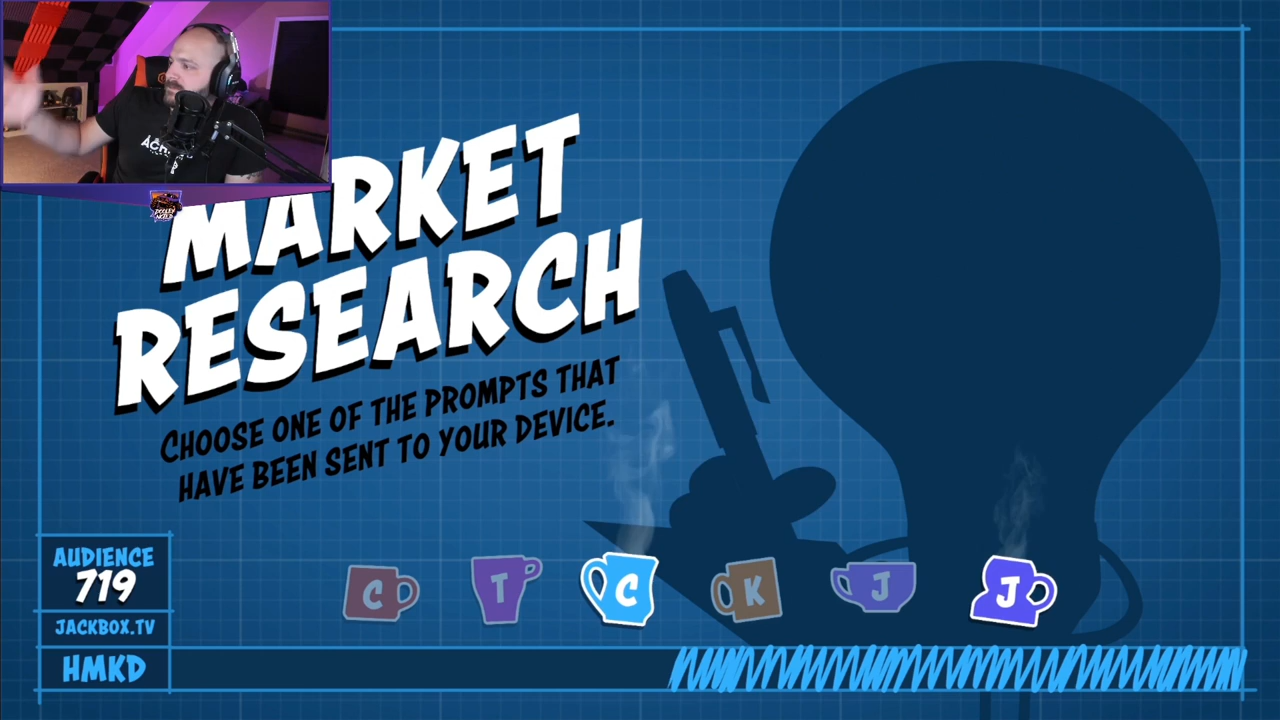 MARKET
RESEARCH
CHOOSE ONE OF THE PROMPTS THAT
HAVE BEEN SENT TO YOUR DEVICE.
AUDIENCE
719
JACKBOX.TV
HMKD
C T C K J J